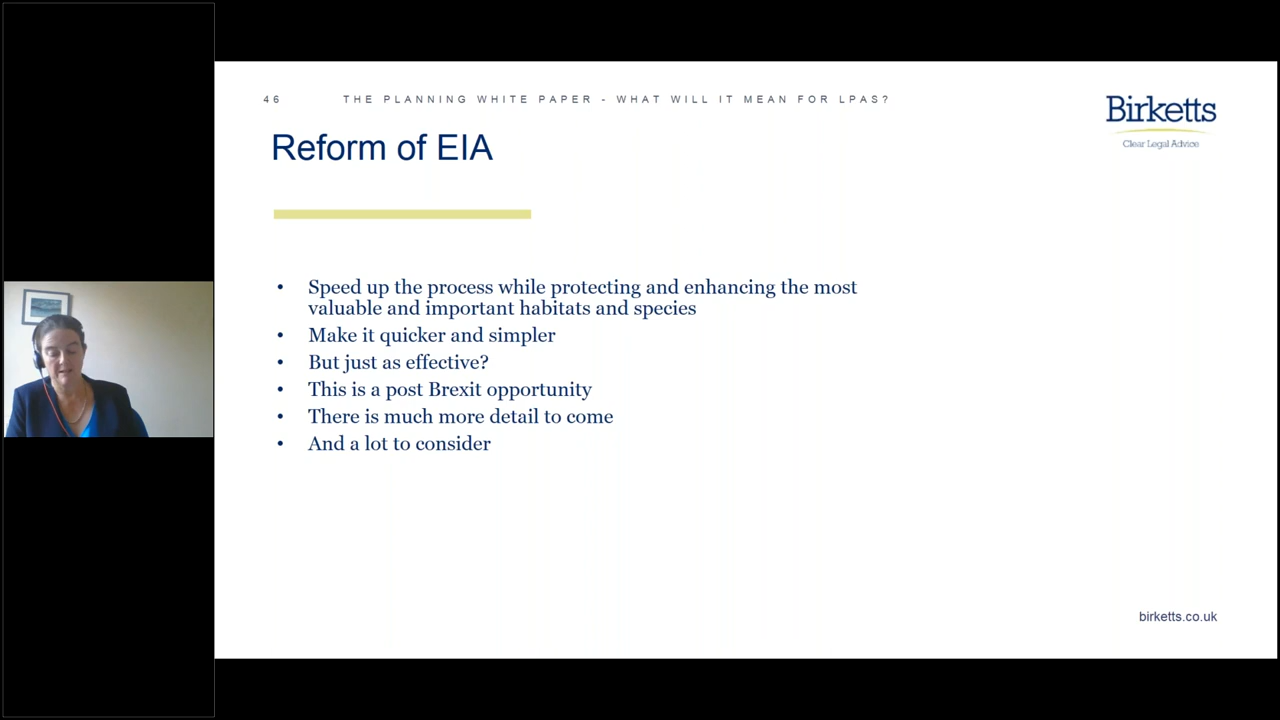 46 THE PLANNING WHITE PAPER - WHAT WILL IT MEAN FOR LPAS?
Birketts
Clear Legal Advice
Reform of EIA
• Speed up the process while protecting and enhancing the most
valuable and important habitats and species
• Make it quicker and simpler
• But just as effective?
• This is a post Brexit opportunity
• There is much more detail to come
• And a lot to consider
birketts.co.uk